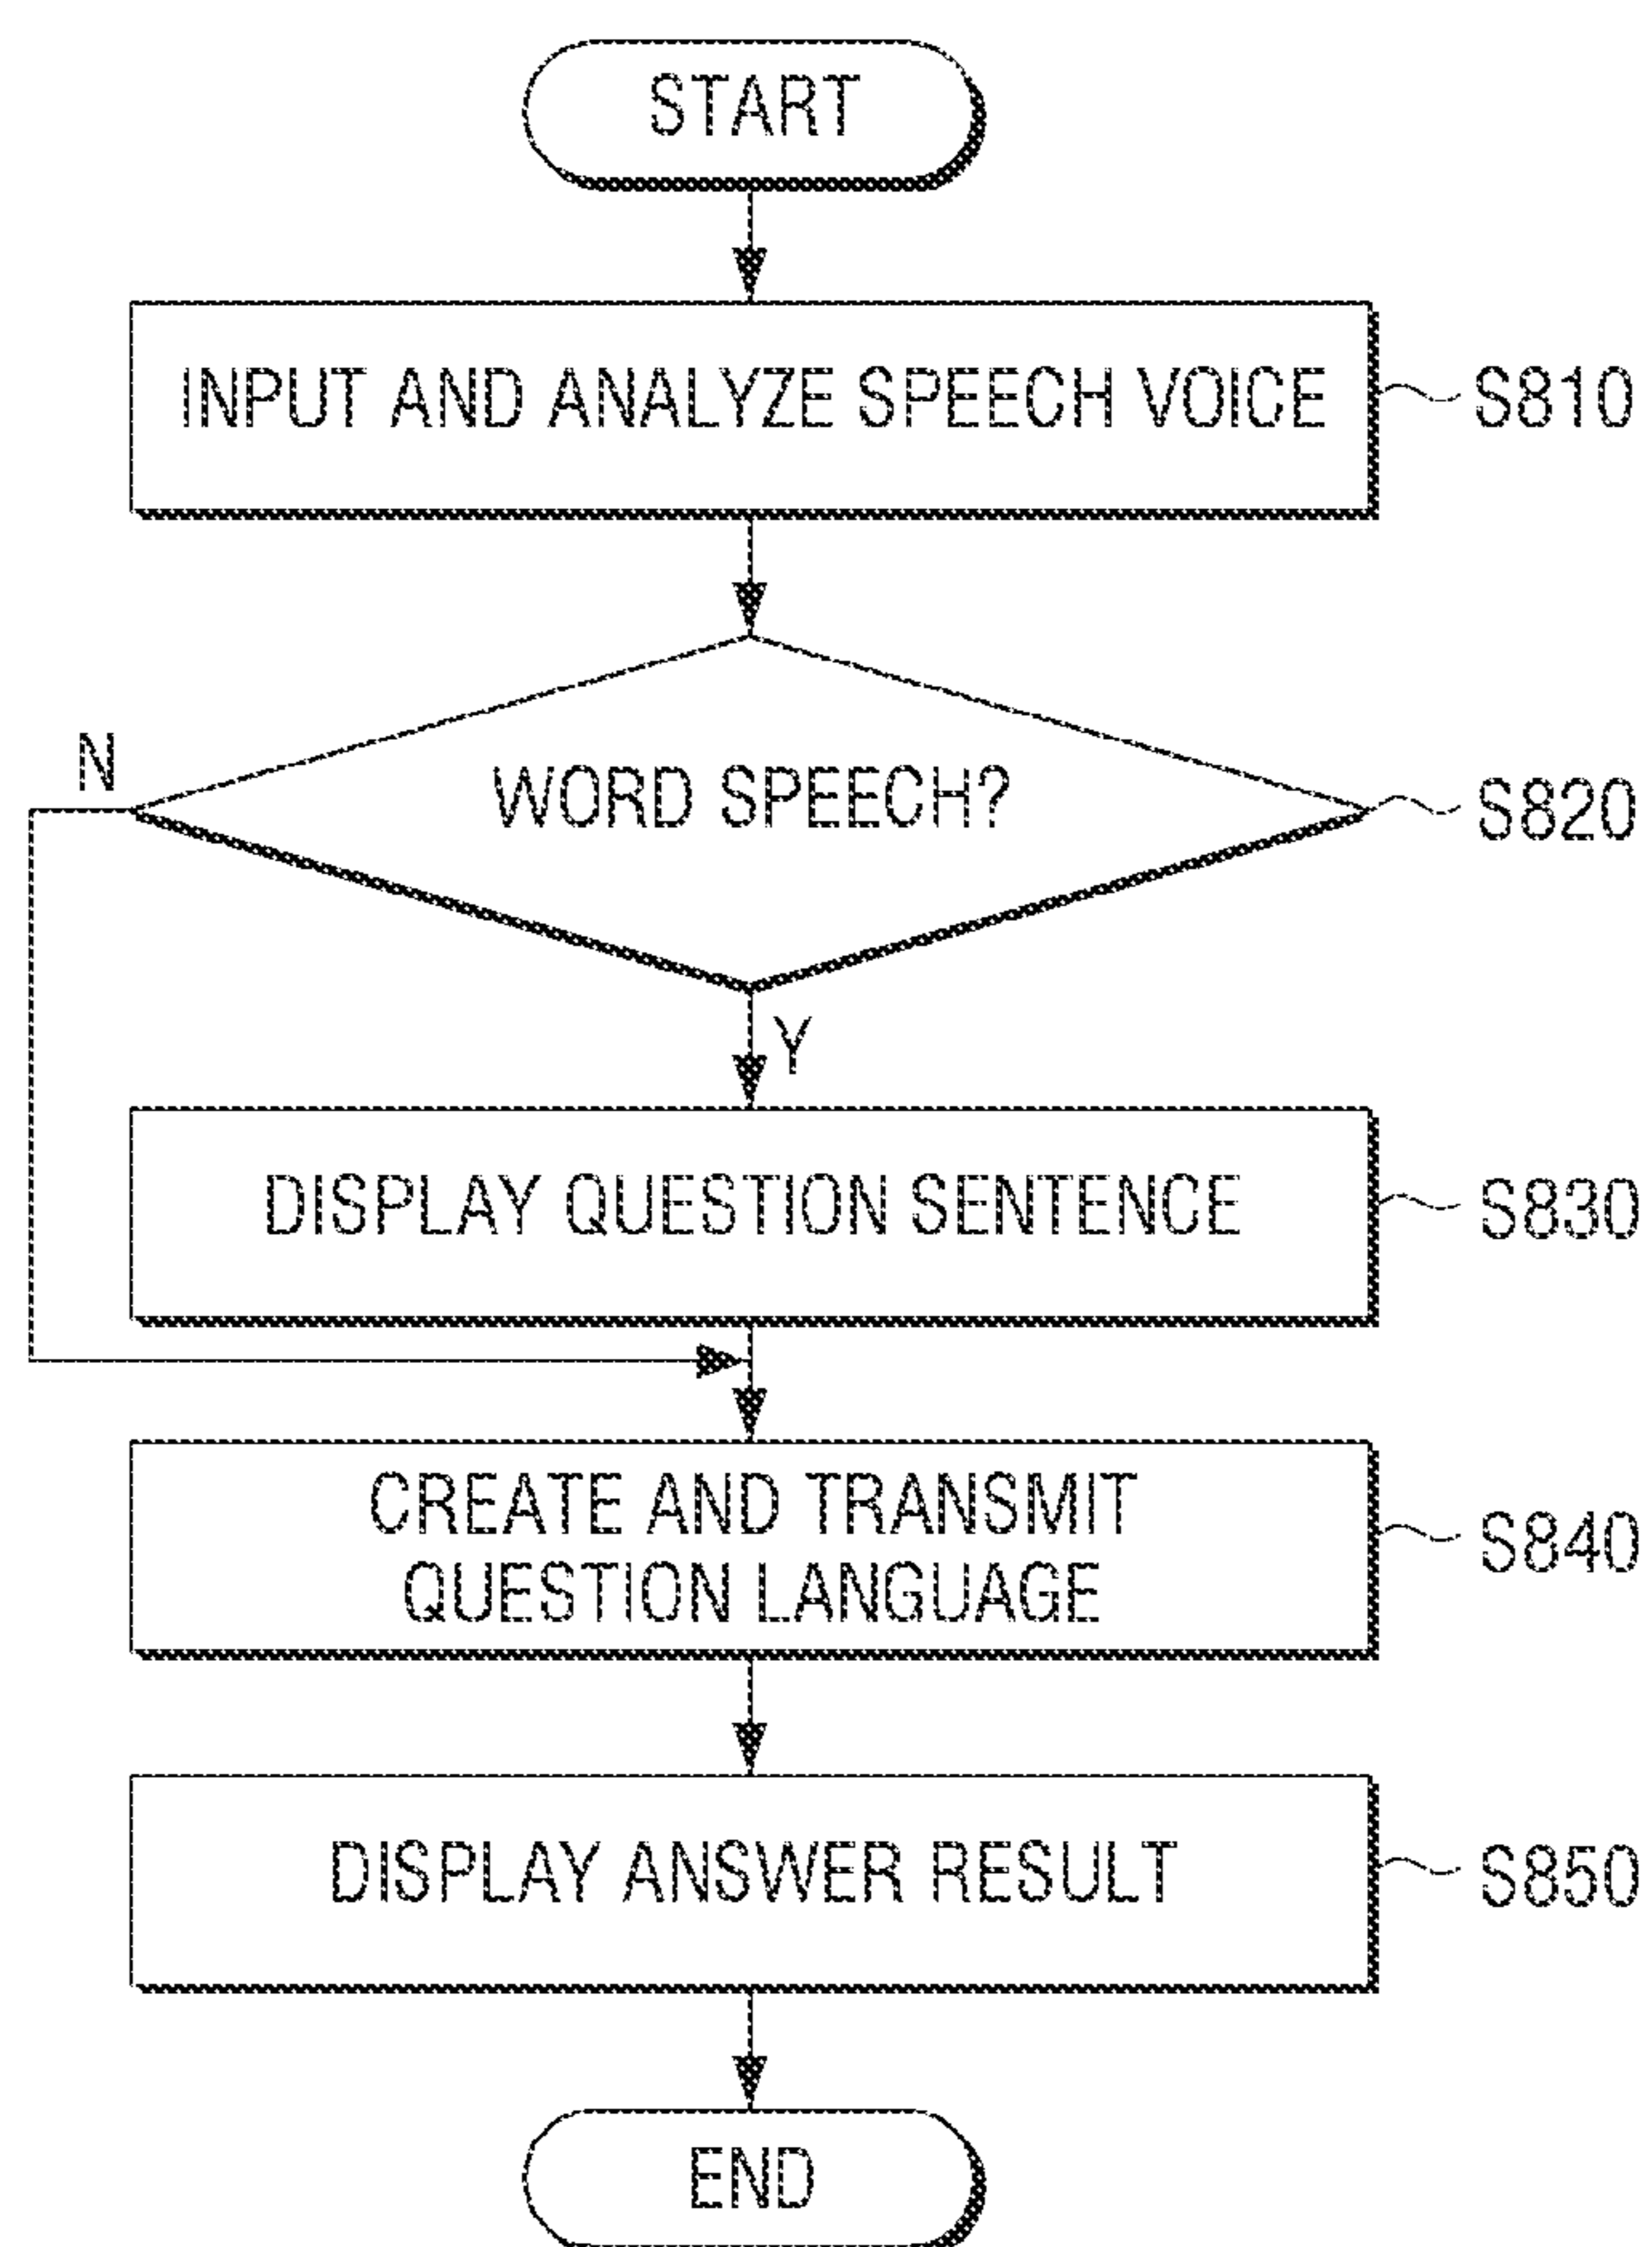 START
INPUT AND ANALYZE SPEECH VOICE
S810
N
WORD SPEECH?
S820
Y
DISPLAY QUESTION SENTENCE
S830
CREATE AND TRANSMIT
QUESTION LANGUAGE
S840
DISPLAY ANSWER RESULT
S850
END